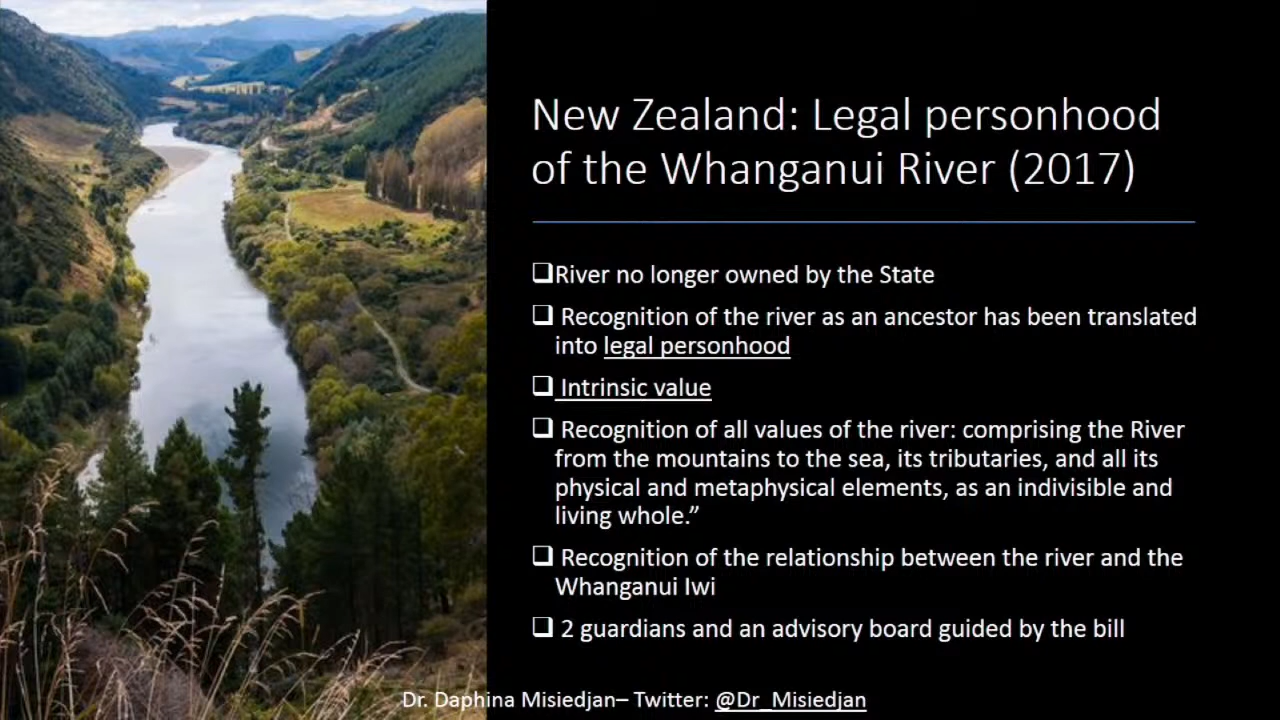 New Zealand: Legal personhood
of the Whanganui River (2017)
❑River no longer owned by the State
❑ Recognition of the river as an ancestor has been translated
into legal personhood
❑ Intrinsic value
❑ Recognition of all values of the river: comprising the River
from the mountains to the sea, its tributaries, and all its
physical and metaphysical elements, as an indivisible and
living whole.”
❑ Recognition of the relationship between the river and the
Whanganui Iwi
❑ 2 guardians and an advisory board guided by the bill
Dr. Daphina Misiedjan– Twitter: @Dr_Misiedjan